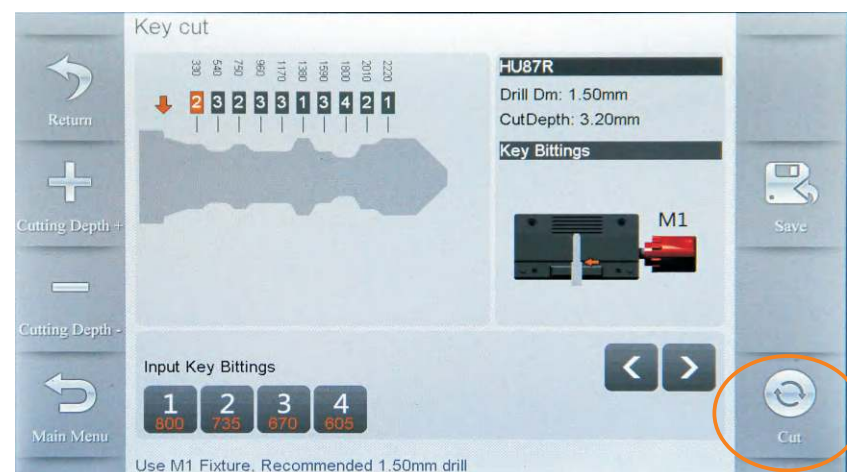 Key cut
Return
Cutting Depth +
Cutting Depth -
Main Menu
330 540 750 960 1170 1380 1590 1800 2010 2220
2 3 2 3 3 1 3 4 2 1
HU87R
Drill Dm: 1.50mm
CutDepth: 3.20mm
Key Bittings
M1
Input Key Bittings
1 2 3 4
800 735 670 605
< >
Use M1 Fixture, Recommended 1.50mm drill
Save
Cut